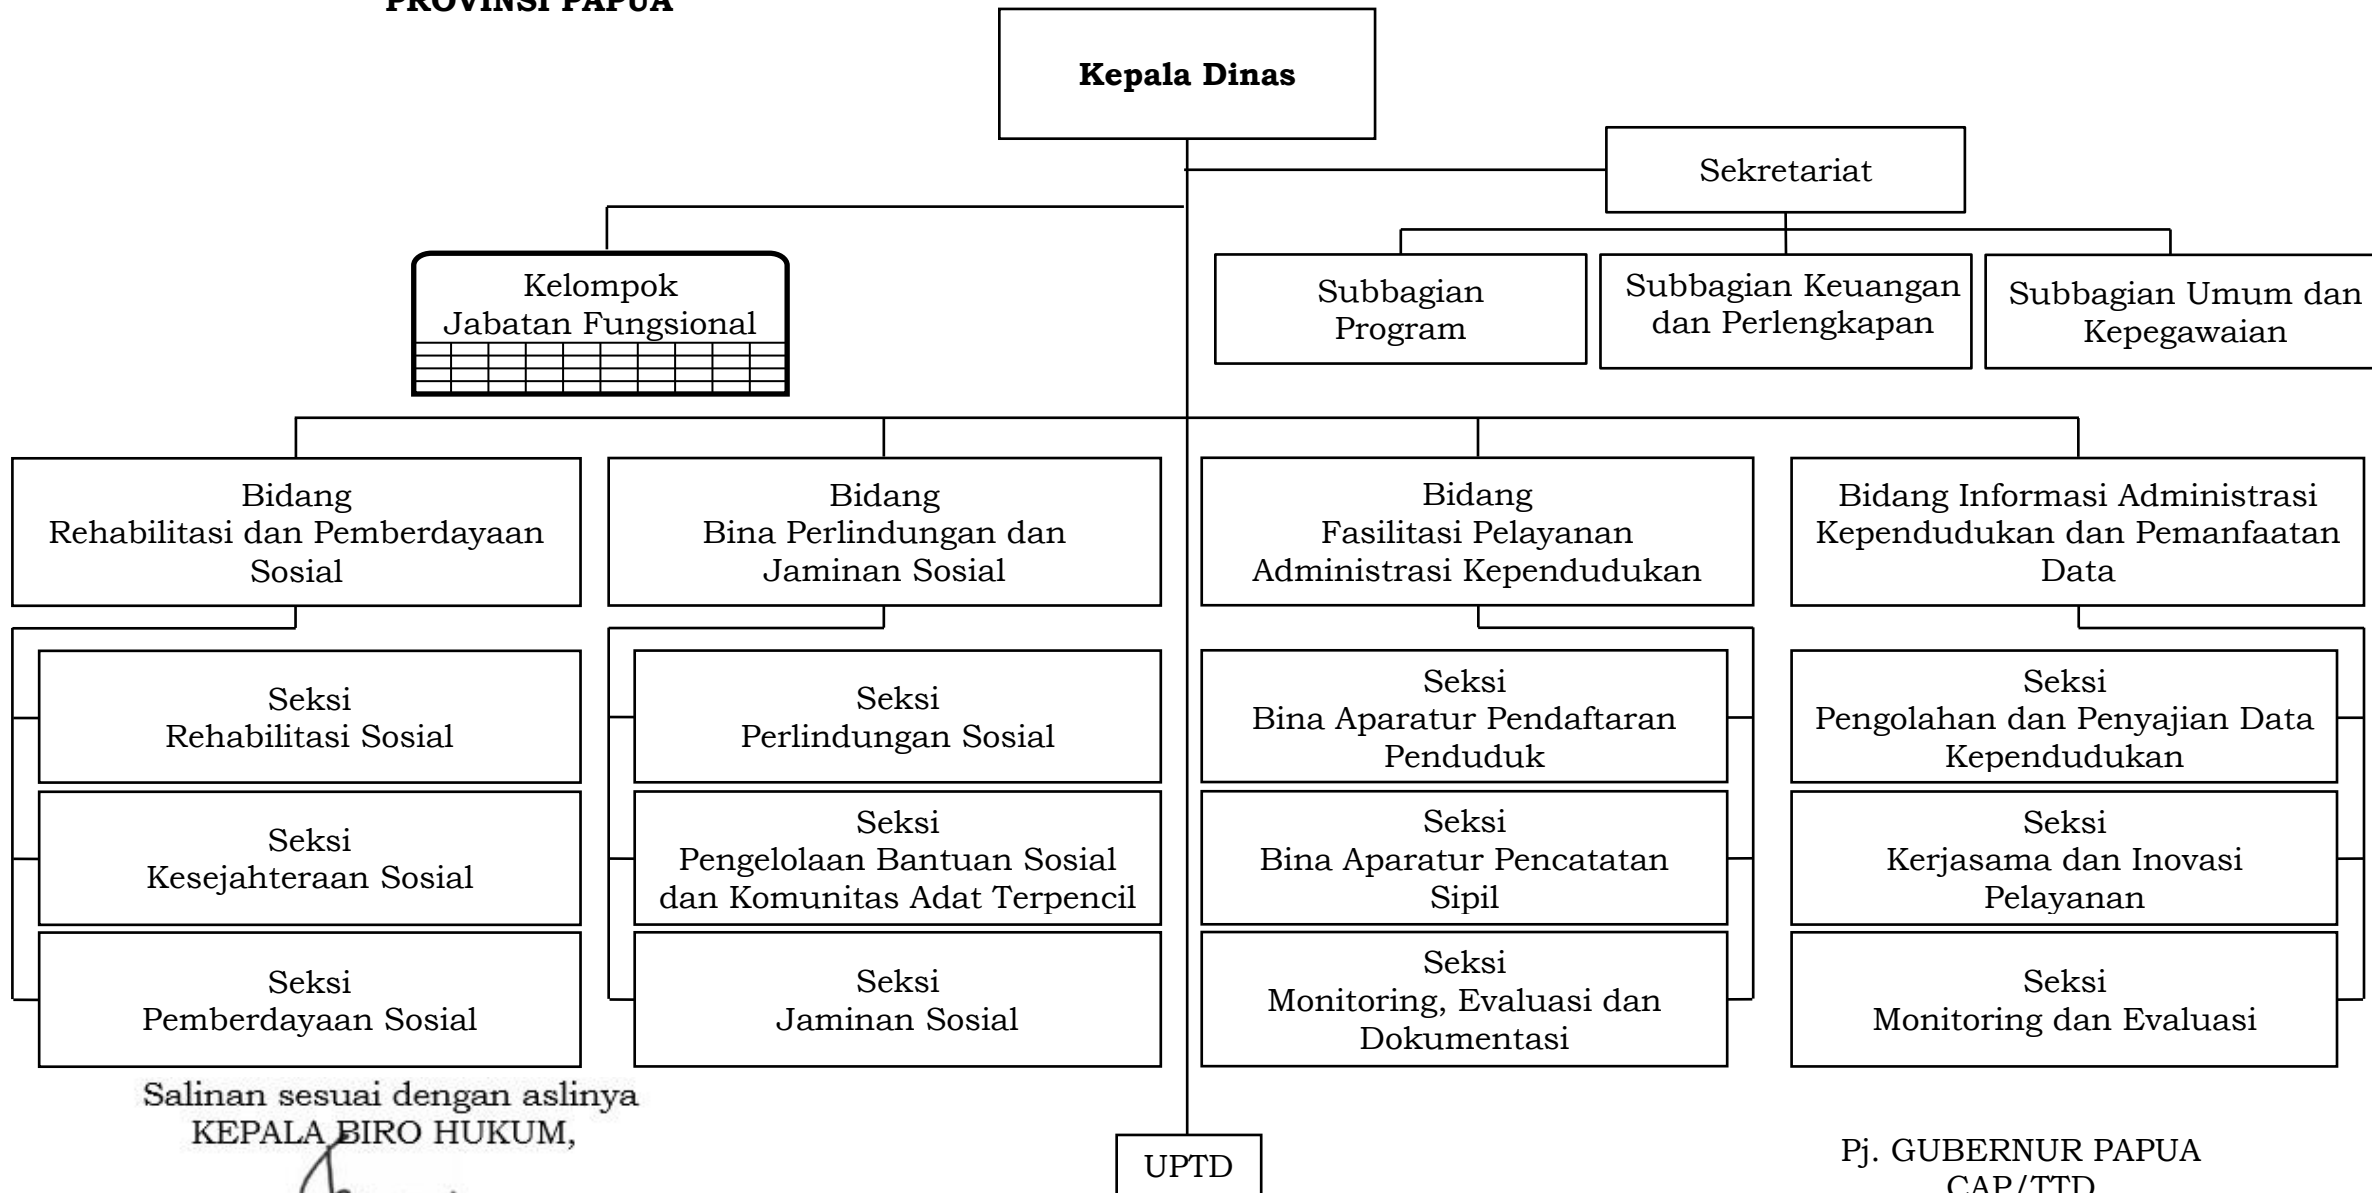 PROVINSI PAPUA
Kepala Dinas
Sekretariat
Kelompok
Jabatan Fungsional
Subbagian
Program
Subbagian Keuangan
dan Perlengkapan
Subbagian Umum dan
Kepegawaian
Bidang
Rehabilitasi dan Pemberdayaan
Sosial
Bidang
Bina Perlindungan dan
Jaminan Sosial
Bidang
Fasilitasi Pelayanan
Administrasi Kependudukan
Bidang Informasi Administrasi
Kependudukan dan Pemanfaatan
Data
Seksi
Rehabilitasi Sosial
Seksi
Perlindungan Sosial
Seksi
Bina Aparatur Pendaftaran
Penduduk
Seksi
Pengolahan dan Penyajian Data
Kependudukan
Seksi
Kesejahteraan Sosial
Seksi
Pengelolaan Bantuan Sosial
dan Komunitas Adat Terpencil
Seksi
Bina Aparatur Pencatatan
Sipil
Seksi
Kerjasama dan Inovasi
Pelayanan
Seksi
Pemberdayaan Sosial
Seksi
Jaminan Sosial
Seksi
Monitoring, Evaluasi dan
Dokumentasi
Seksi
Monitoring dan Evaluasi
Salinan sesuai dengan aslinya
KEPALA BIRO HUKUM,
UPTD
Pj. GUBERNUR PAPUA
CAP/TTD